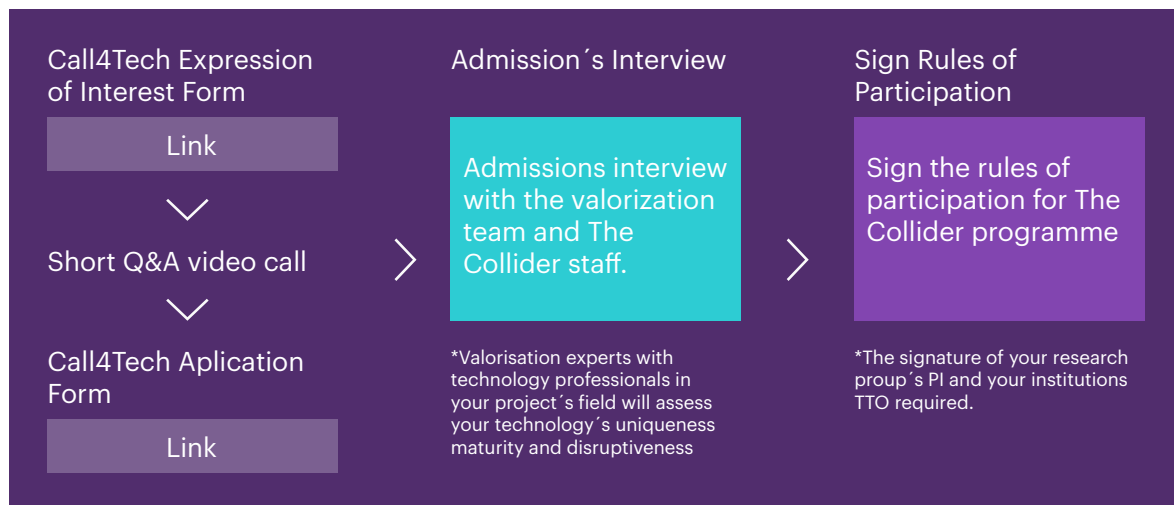 Call4Tech Expression
of Interest Form
Link
Short Q&A video call
Call4Tech Aplication
Form
Link
Admission´s Interview
Admissions interview
with the valorization
team and The
Collider staff.
*Valorisation experts with
technology professionals in
your project´s field will assess
your technology´s uniqueness
maturity and disruptiveness
Sign Rules of
Participation
Sign the rules of
participation for The
Collider programme
*The signature of your research
proup´s PI and your institutions
TTO required.